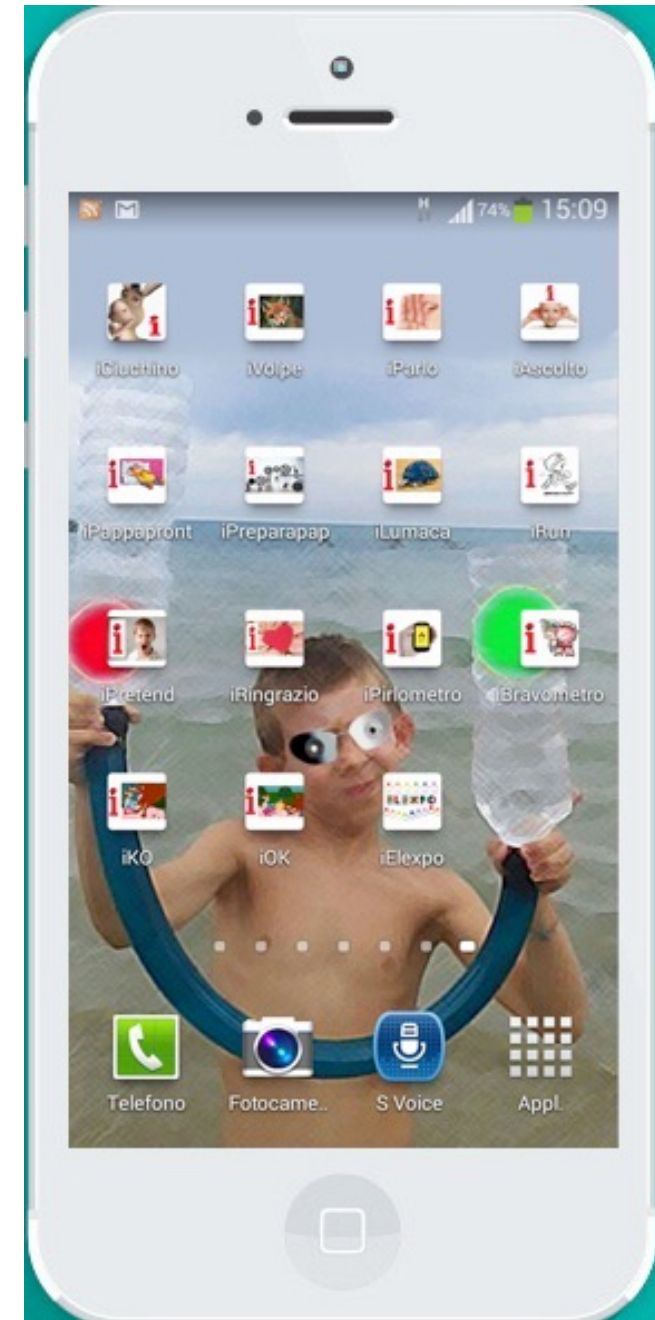 74% 15:09
iCiuchino iVolpe iParlo iAscolto
iPappapront iPreparapap iLumaca iRun
iPretend iRingrazio iPirlometro iBravometro
ELEXPO
iKO iOK iElexpo
Telefono Fotocame.. S Voice Appl.